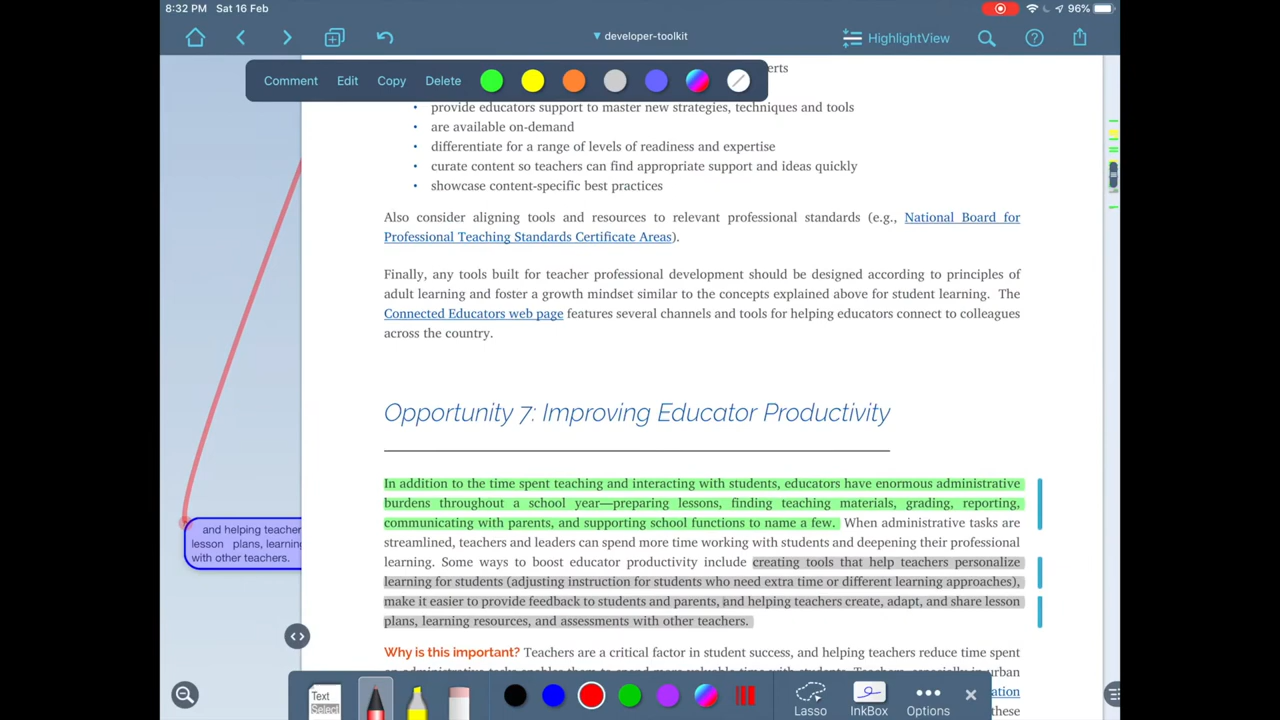 8:32 PM Sat 16 Feb
96%
developer-toolkit
HighlightView
Comment Edit Copy Delete
erts
• provide educators support to master new strategies, techniques and tools
• are available on-demand
• differentiate for a range of levels of readiness and expertise
• curate content so teachers can find appropriate support and ideas quickly
• showcase content-specific best practices
Also consider aligning tools and resources to relevant professional standards (e.g., National Board for
Professional Teaching Standards Certificate Areas).
Finally, any tools built for teacher professional development should be designed according to principles of
adult learning and foster a growth mindset similar to the concepts explained above for student learning. The
Connected Educators web page features several channels and tools for helping educators connect to colleagues
across the country.
Opportunity 7: Improving Educator Productivity
In addition to the time spent teaching and interacting with students, educators have enormous administrative
burdens throughout a school year—preparing lessons, finding teaching materials, grading, reporting,
communicating with parents, and supporting school functions to name a few. When administrative tasks are
streamlined, teachers and leaders can spend more time working with students and deepening their professional
learning. Some ways to boost educator productivity include creating tools that help teachers personalize
learning for students (adjusting instruction for students who need extra time or different learning approaches),
make it easier to provide feedback to students and parents, and helping teachers create, adapt, and share lesson
plans, learning resources, and assessments with other teachers.
and helping teacher
lesson plans, learning
with other teachers.
Why is this important? Teachers are a critical factor in student success, and helping teachers reduce time spent
urban
ation
these
Text
Select
Lasso
InkBox
Options